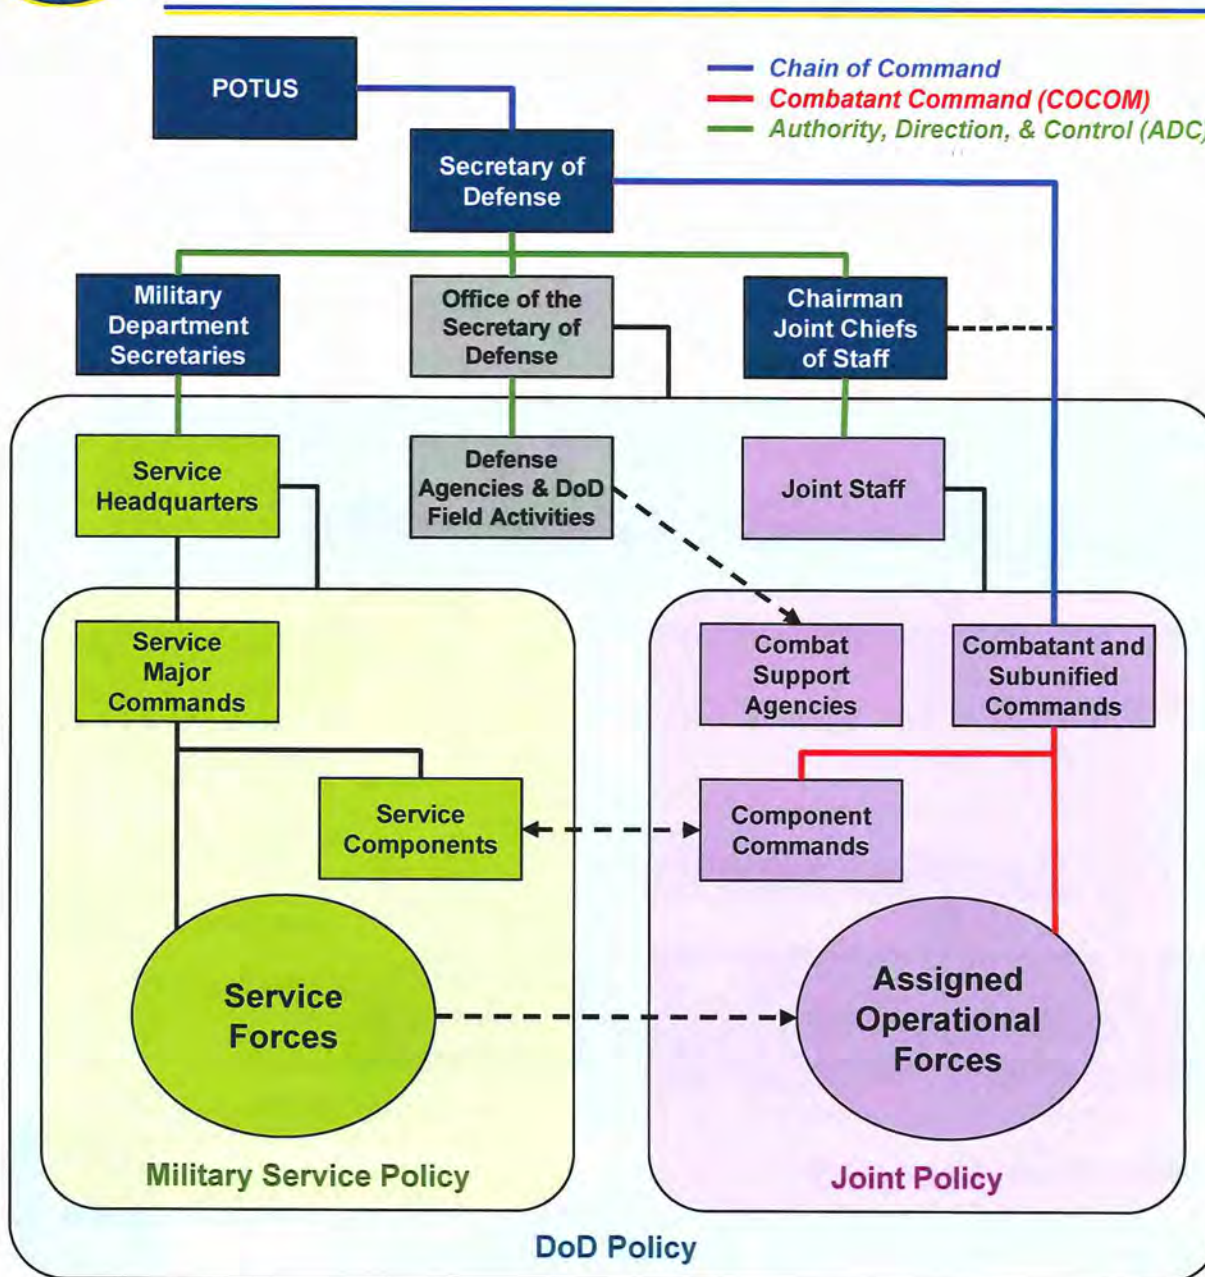 POTUS
Chain of Command
Combatant Command (COCOM)
Authority, Direction, & Control (ADC)
Secretary of
Defense
Military
Department
Secretaries
Office of the
Secretary of
Defense
Chairman
Joint Chiefs
of Staff
Service
Headquarters
Defense
Agencies & DoD
Field Activities
Joint Staff
Service
Major
Commands
Combat
Support
Agencies
Combatant and
Subunified
Commands
Service
Components
Component
Commands
Service
Forces
Assigned
Operational
Forces
Military Service Policy
Joint Policy
DoD Policy